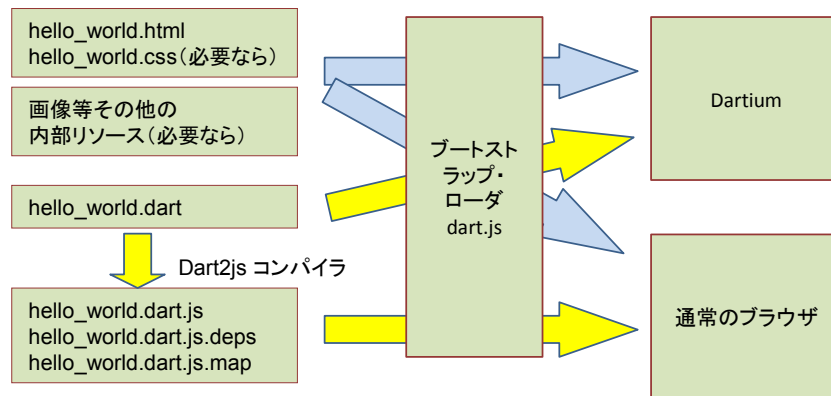 hello_world.html
hello_world.css(必要なら)
画像等その他の
内部リソース(必要なら)
hello_world.dart
Dart2js コンパイラ
hello_world.dart.js
hello_world.dart.js.deps
hello_world.dart.js.map
ブートスト
ラップ・
ローダ
dart.js
Dartium
通常のブラウザ